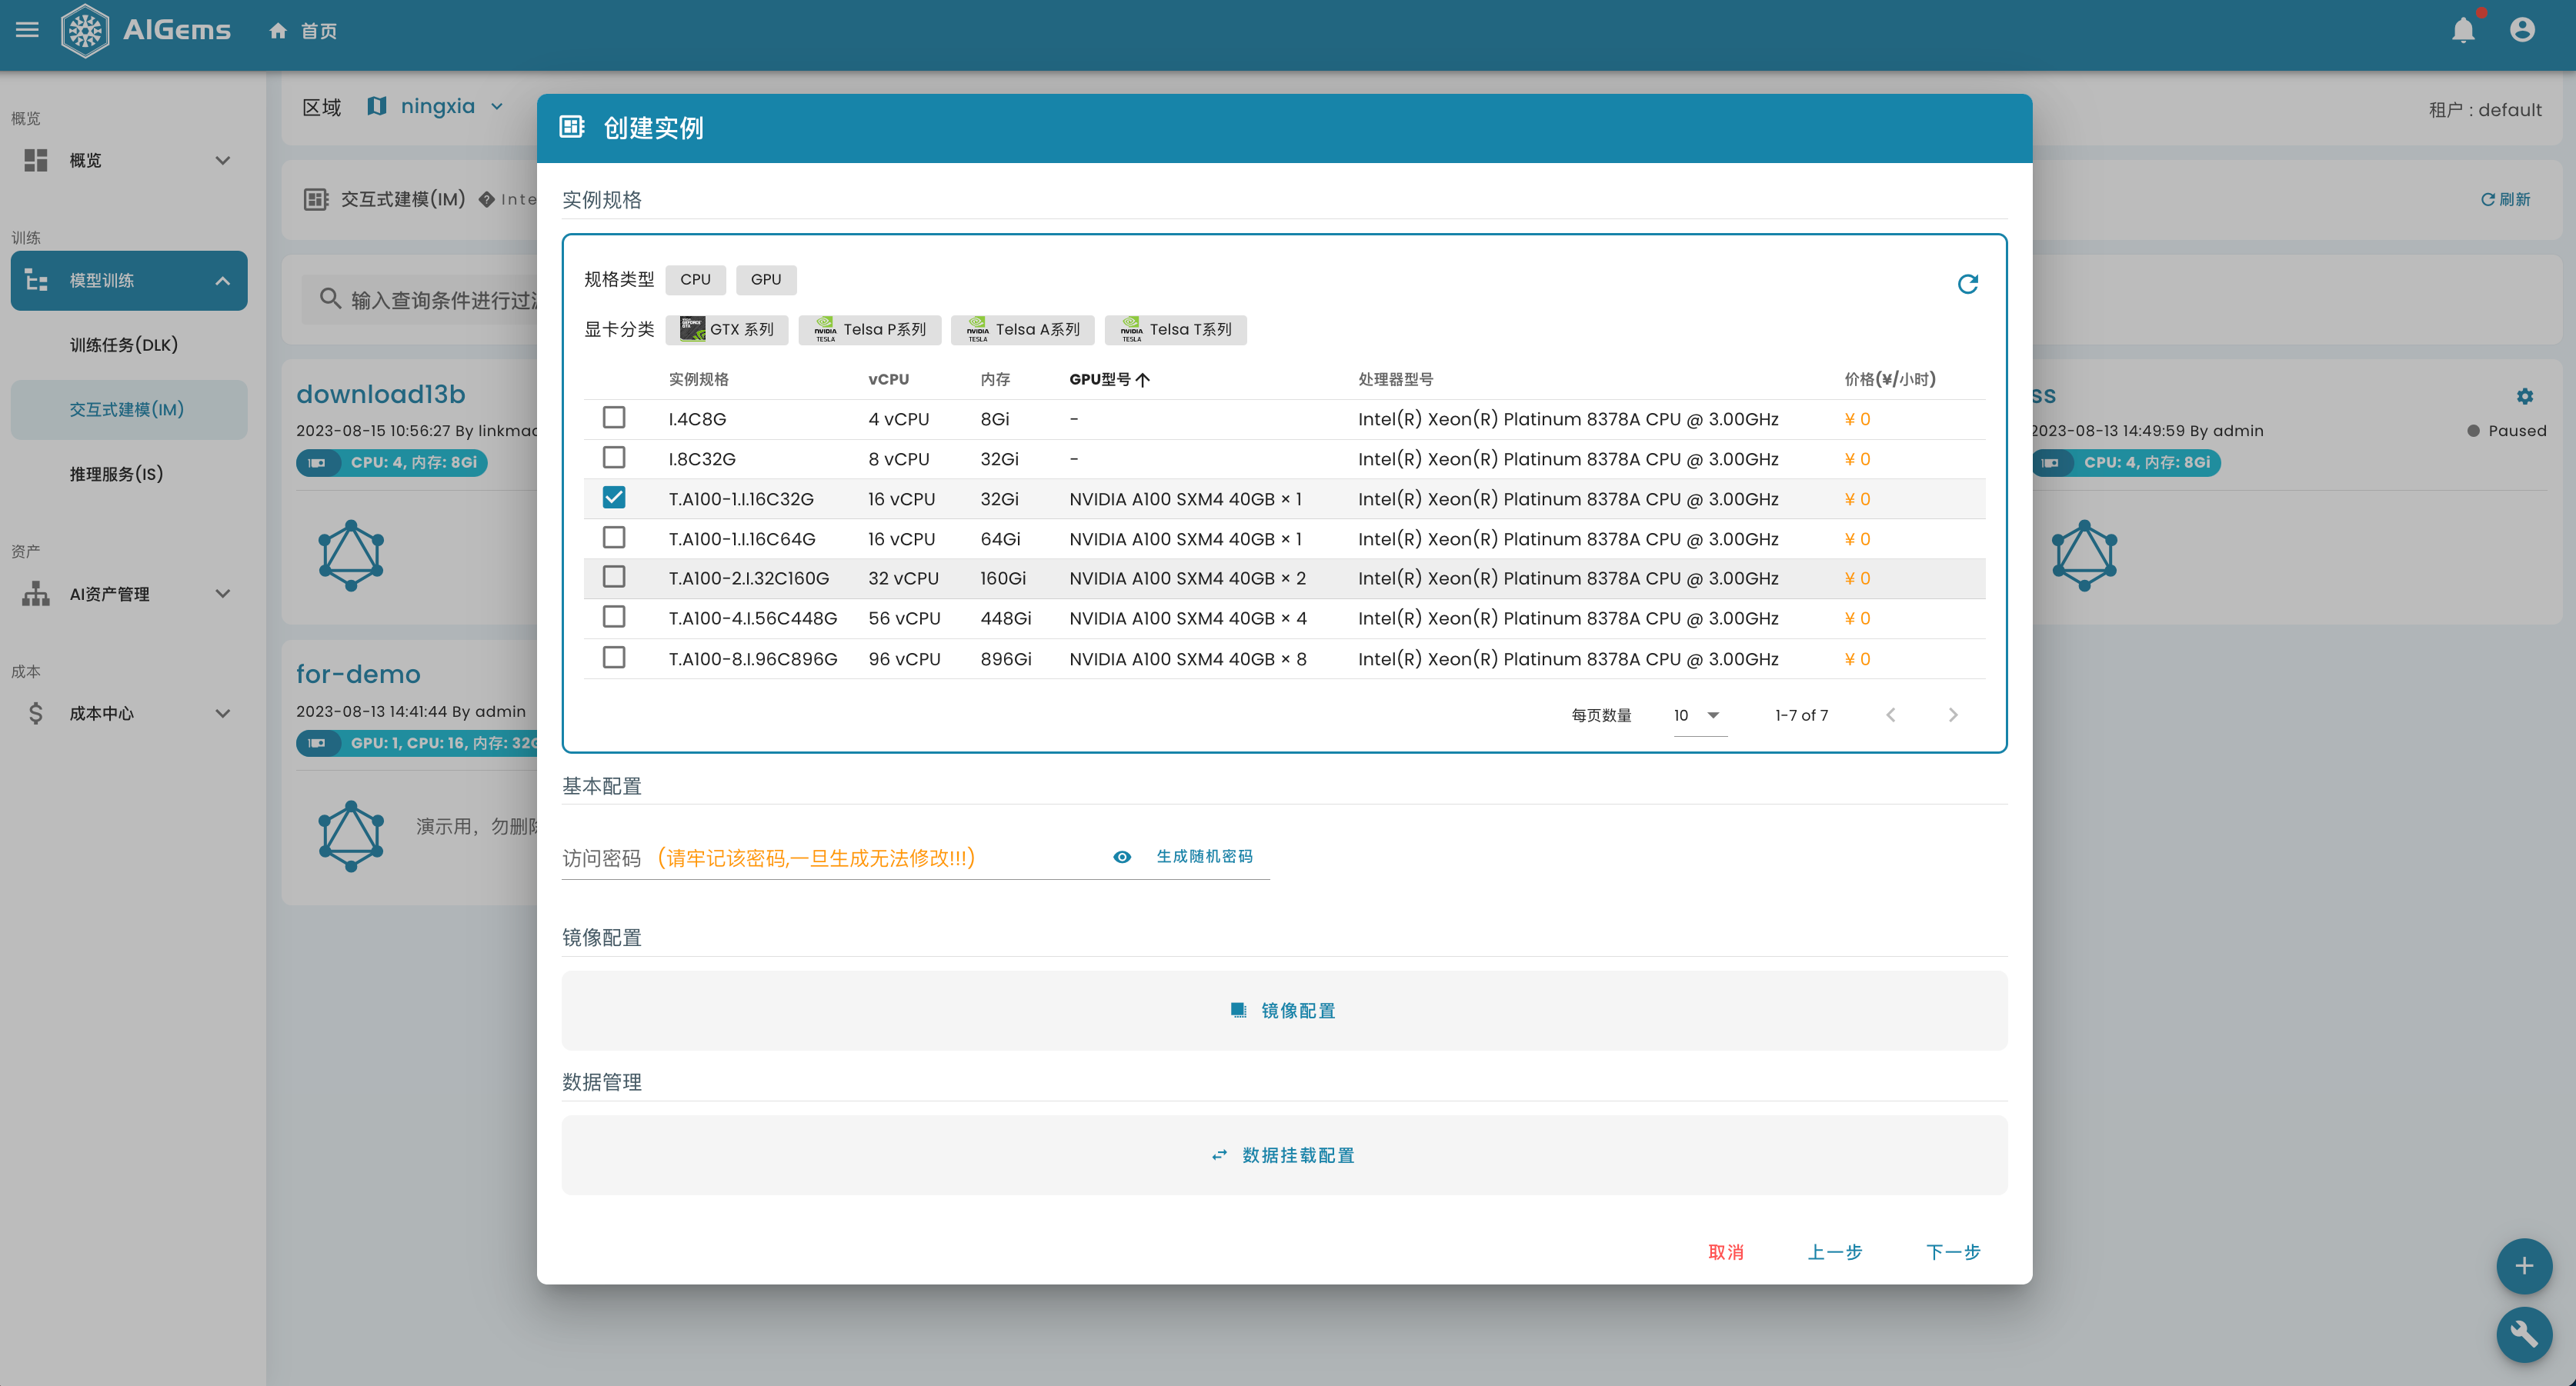 AIGems 首页
概览
概览
训练
模型训练
训练任务(DLK)
交互式建模(IM)
推理服务(IS)
资产
AI资产管理
成本
成本中心
区域 ningxia
租户 : default
交互式建模(IM) Inte
刷新
输入查询条件进行过
download13b
2023-08-15 10:56:27 By linkmac
CPU: 4, 内存: 8Gi
for-demo
2023-08-13 14:41:44 By admin
GPU: 1, CPU: 16, 内存: 32G
演示用，勿删
ss
2023-08-13 14:49:59 By admin Paused
CPU: 4, 内存: 8Gi
创建实例
实例规格
规格类型 CPU GPU
显卡分类 GTX 系列 NVIDIA TESLA Telsa P系列 NVIDIA TESLA Telsa A系列 NVIDIA TESLA Telsa T系列
实例规格 vCPU 内存 GPU型号 处理器型号 价格(¥/小时)
I.4C8G 4 vCPU 8Gi - Intel(R) Xeon(R) Platinum 8378A CPU @ 3.00GHz ¥ 0
I.8C32G 8 vCPU 32Gi - Intel(R) Xeon(R) Platinum 8378A CPU @ 3.00GHz ¥ 0
T.A100-1.I.16C32G 16 vCPU 32Gi NVIDIA A100 SXM4 40GB × 1 Intel(R) Xeon(R) Platinum 8378A CPU @ 3.00GHz ¥ 0
T.A100-1.I.16C64G 16 vCPU 64Gi NVIDIA A100 SXM4 40GB × 1 Intel(R) Xeon(R) Platinum 8378A CPU @ 3.00GHz ¥ 0
T.A100-2.I.32C160G 32 vCPU 160Gi NVIDIA A100 SXM4 40GB × 2 Intel(R) Xeon(R) Platinum 8378A CPU @ 3.00GHz ¥ 0
T.A100-4.I.56C448G 56 vCPU 448Gi NVIDIA A100 SXM4 40GB × 4 Intel(R) Xeon(R) Platinum 8378A CPU @ 3.00GHz ¥ 0
T.A100-8.I.96C896G 96 vCPU 896Gi NVIDIA A100 SXM4 40GB × 8 Intel(R) Xeon(R) Platinum 8378A CPU @ 3.00GHz ¥ 0
每页数量 10 1-7 of 7
基本配置
访问密码 (请牢记该密码,一旦生成无法修改!!!) 生成随机密码
镜像配置
镜像配置
数据管理
数据挂载配置
取消 上一步 下一步